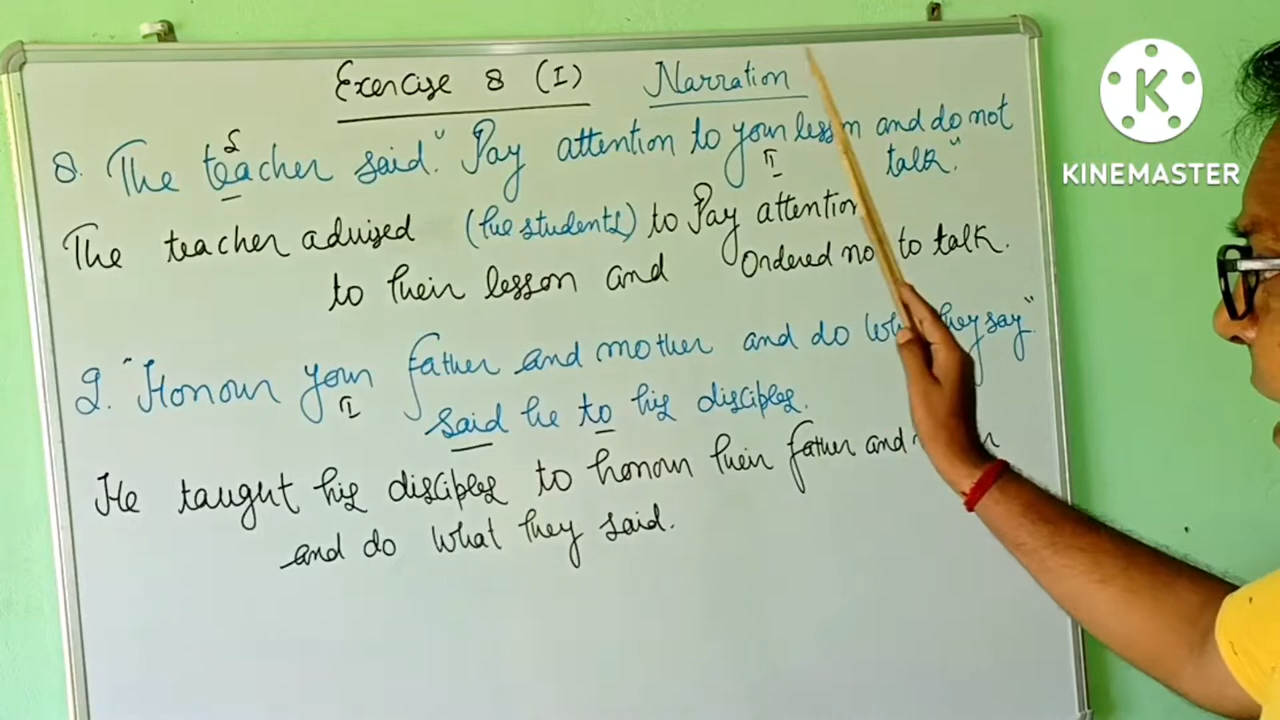 Exercise 8 (I) Narration
S
8. The teacher said. "Pay attention to your lesson and do not
II
talk."
The teacher advised (the students) to Pay attention
to their lesson and Ordered to talk.
9. "Honour your father and mother and do they say"
II
said he to his disciples.
He taught his disciples to honour their father and
and do what they said.
K
KINEMASTER